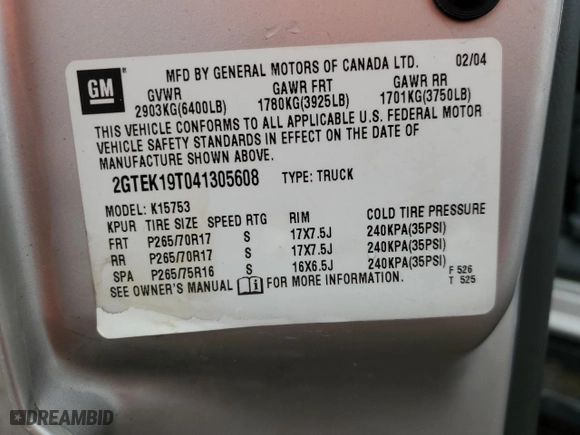 GM
MFD BY GENERAL MOTORS OF CANADA LTD. 02/04
GVWR GAWR FRT GAWR RR
2903KG(6400LB) 1780KG(3925LB) 1701KG(3750LB)
THIS VEHICLE CONFORMS TO ALL APPLICABLE U.S. FEDERAL MOTOR
VEHICLE SAFETY STANDARDS IN EFFECT ON THE DATE OF
MANUFACTURE SHOWN ABOVE.
2GTEK19T041305608 TYPE: TRUCK
MODEL: K15753
KPUR TIRE SIZE SPEED RTG RIM COLD TIRE PRESSURE
FRT P265/70R17 S 17X7.5J 240KPA(35PSI)
RR P265/70R17 S 17X7.5J 240KPA(35PSI)
SPA P265/75R16 S 16X6.5J 240KPA(35PSI)
SEE OWNER'S MANUAL FOR MORE INFORMATION.
F 526
T 525
DREAMBID